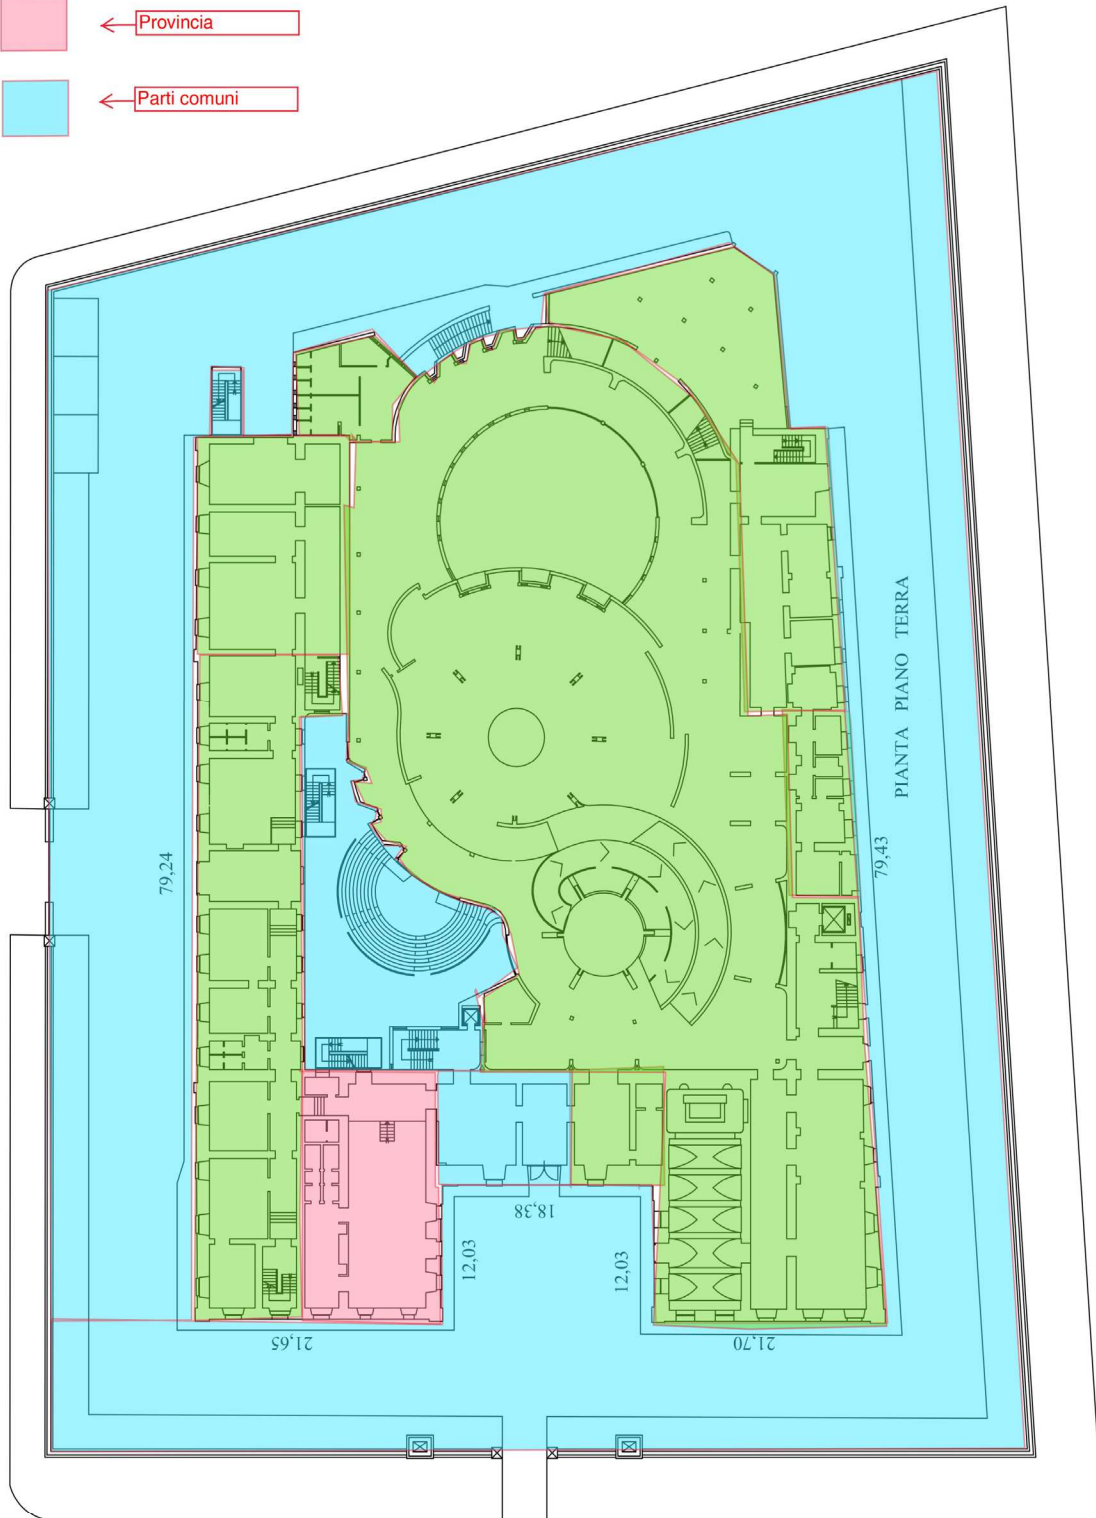 Provincia
Parti comuni
PIANTA PIANO TERRA
79,24
79,43
18,38
12,03
12,03
21,65
21,70